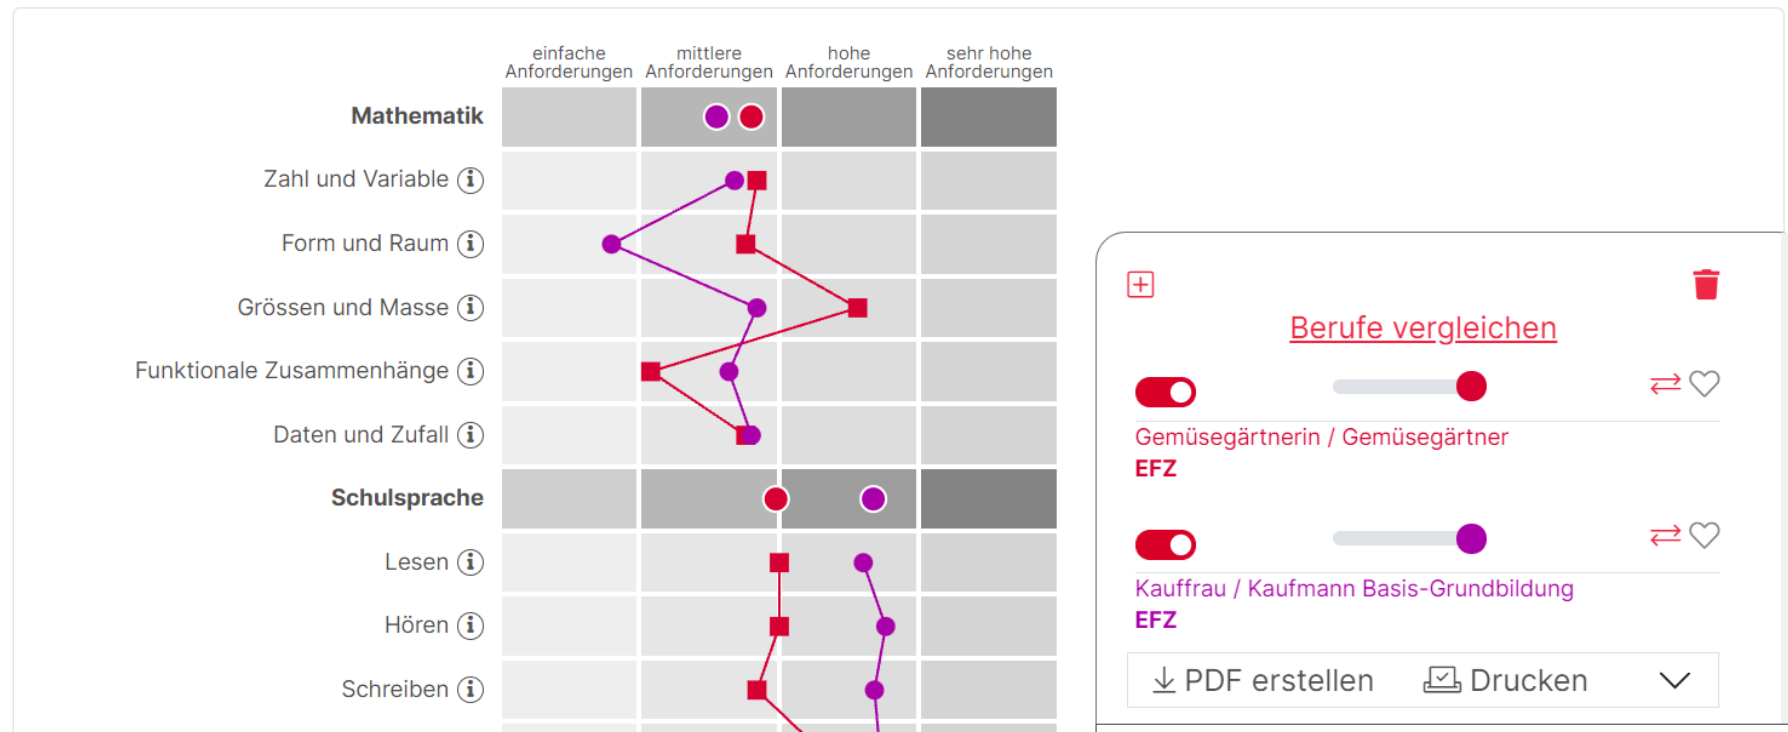 einfache
Anforderungen
mittlere
Anforderungen
hohe
Anforderungen
sehr hohe
Anforderungen
Mathematik
Zahl und Variable
Form und Raum
Grössen und Masse
Funktionale Zusammenhänge
Daten und Zufall
Schulsprache
Lesen
Hören
Schreiben
Berufe vergleichen
Gemüsegärtnerin / Gemüsegärtner
EFZ
Kauffrau / Kaufmann Basis-Grundbildung
EFZ
PDF erstellen
Drucken